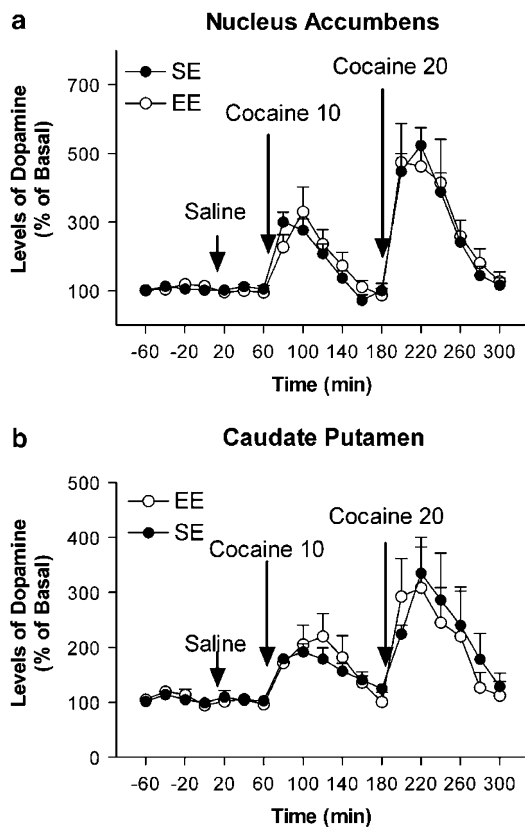 a
Nucleus Accumbens
Levels of Dopamine
(% of Basal)
700
500
300
100
SE
EE
Saline
Cocaine 10
Cocaine 20
-60 -20 20 60 100 140 180 220 260 300
Time (min)
b
Caudate Putamen
Levels of Dopamine
(% of Basal)
500
400
300
200
100
0
EE
SE
Saline
Cocaine 10
Cocaine 20
-60 -20 20 60 100 140 180 220 260 300
Time (min)